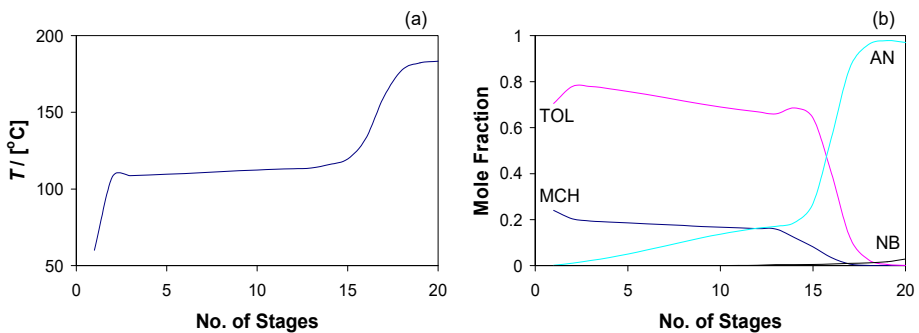 (a)
200
150
100
50
T / [°C]
0
5
10
15
20
No. of Stages
(b)
1
0.8
0.6
0.4
0.2
0
Mole Fraction
TOL
MCH
AN
NB
0
5
10
15
20
No. of Stages